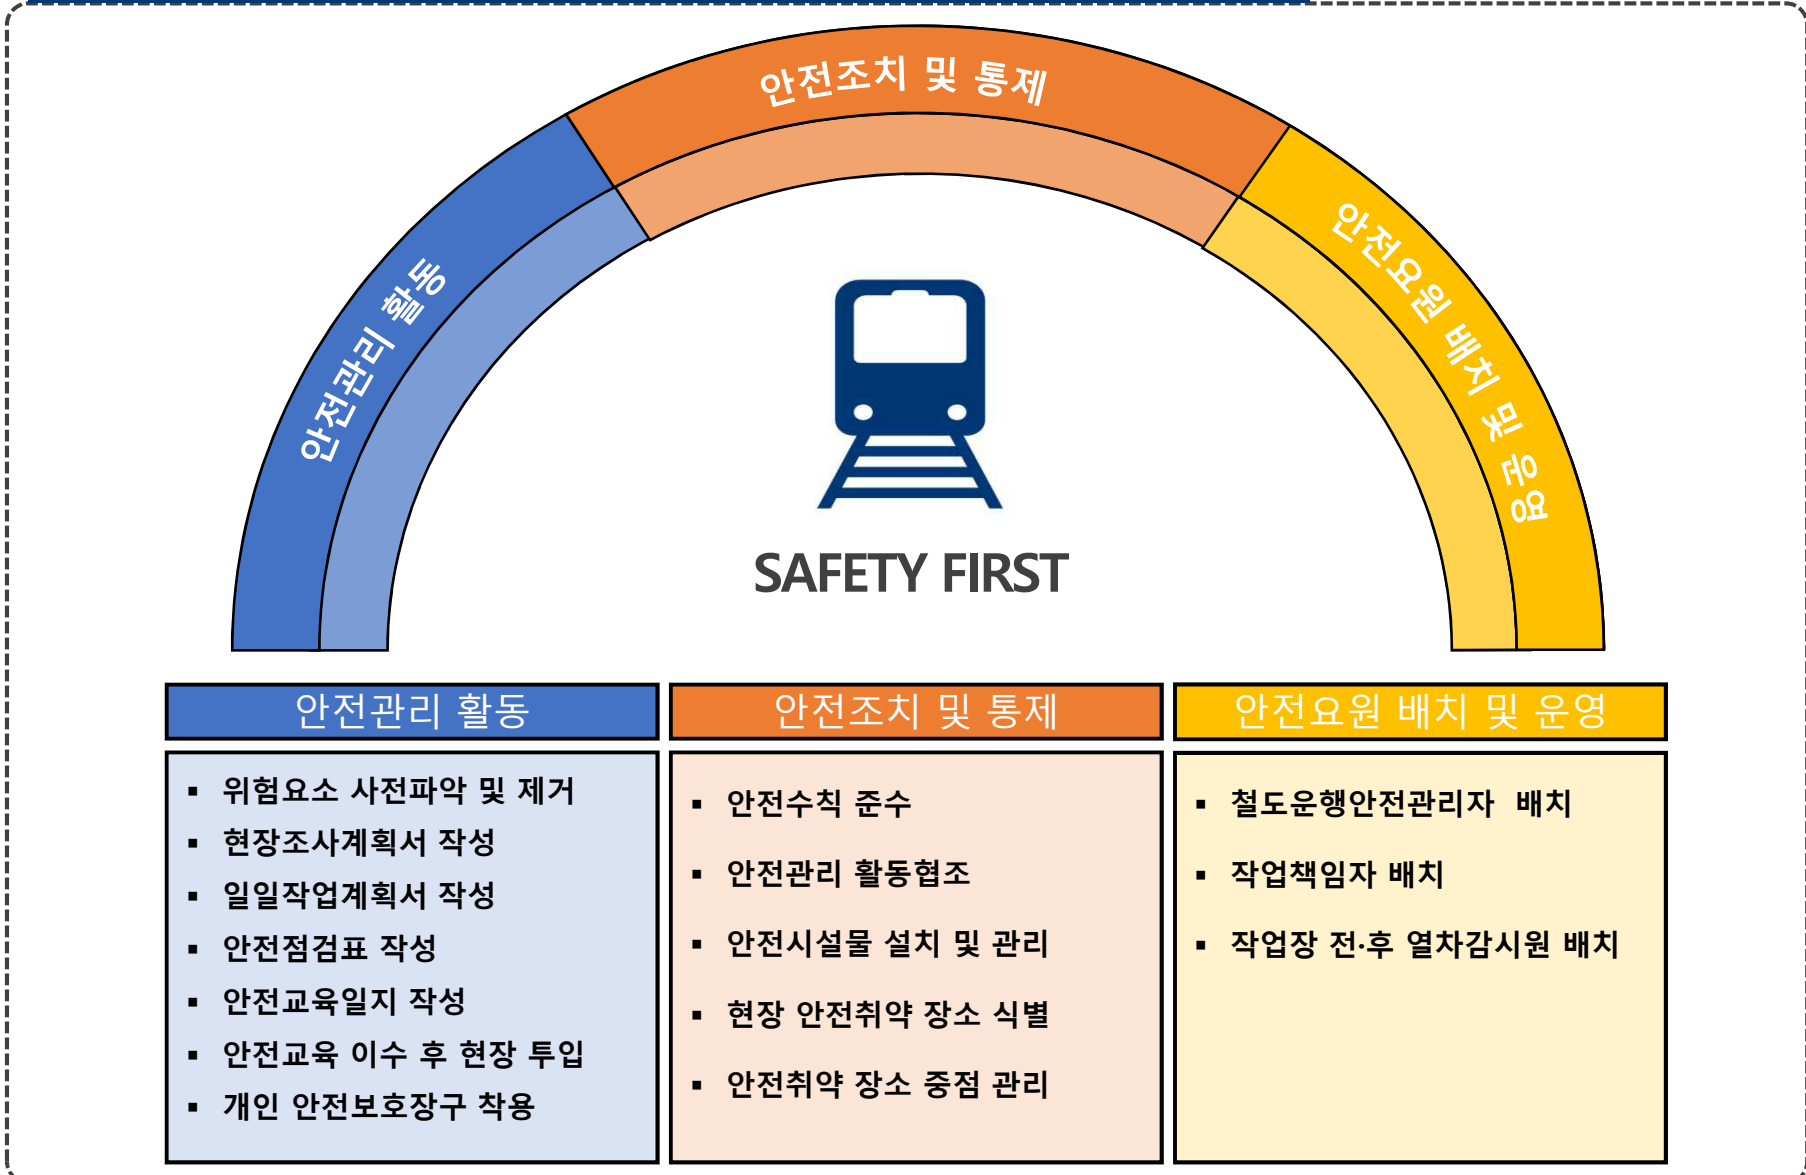 안전조치 및 통제
안전관리 활동
안전요원 배치 및 운영
SAFETY FIRST
안전관리 활동
▪ 위험요소 사전파악 및 제거
▪ 현장조사계획서 작성
▪ 일일작업계획서 작성
▪ 안전점검표 작성
▪ 안전교육일지 작성
▪ 안전교육 이수 후 현장 투입
▪ 개인 안전보호장구 착용
안전조치 및 통제
▪ 안전수칙 준수
▪ 안전관리 활동협조
▪ 안전시설물 설치 및 관리
▪ 현장 안전취약 장소 식별
▪ 안전취약 장소 중점 관리
안전요원 배치 및 운영
▪ 철도운행안전관리자 배치
▪ 작업책임자 배치
▪ 작업장 전·후 열차감시원 배치